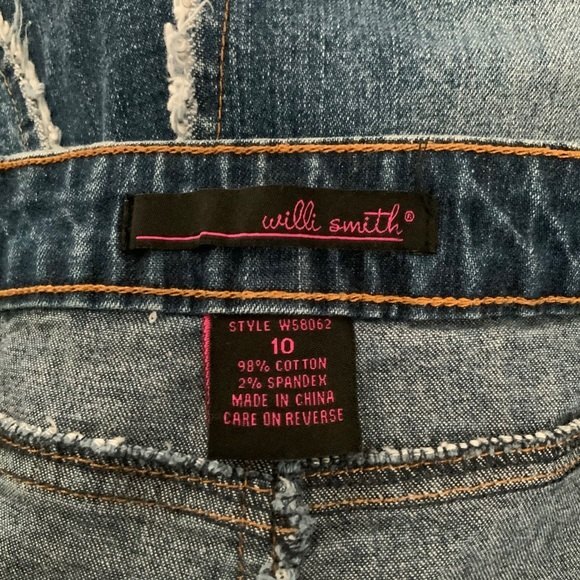 willi smith®
STYLE W58062
10
98% COTTON
2% SPANDEX
MADE IN CHINA
CARE ON REVERSE